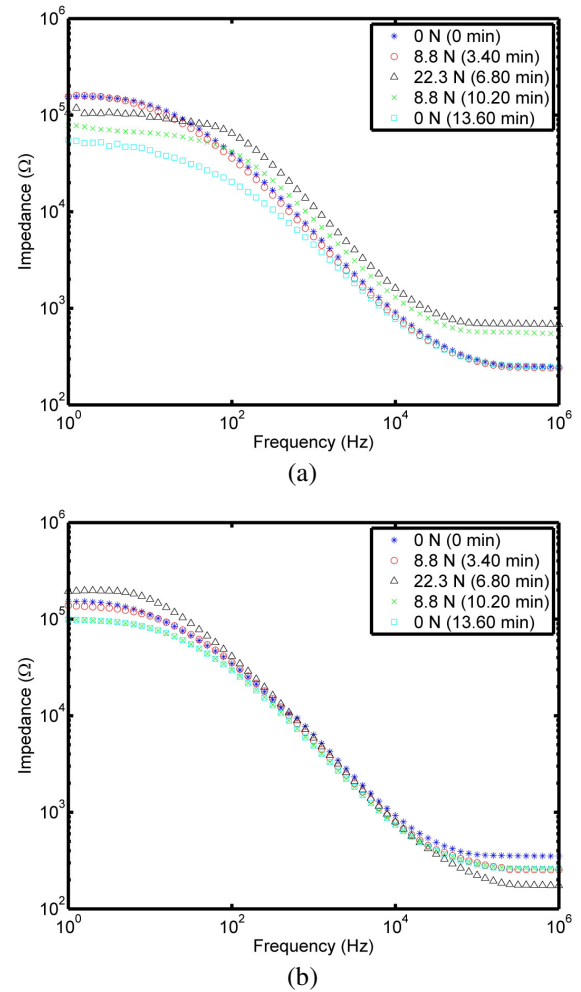 10^6
10^5
10^4
10^3
10^2
Impedance (Ω)
0 N (0 min)
8.8 N (3.40 min)
22.3 N (6.80 min)
8.8 N (10.20 min)
0 N (13.60 min)
10^0 10^2 10^4 10^6
Frequency (Hz)
(a)
10^6
10^5
10^4
10^3
10^2
Impedance (Ω)
0 N (0 min)
8.8 N (3.40 min)
22.3 N (6.80 min)
8.8 N (10.20 min)
0 N (13.60 min)
10^0 10^2 10^4 10^6
Frequency (Hz)
(b)